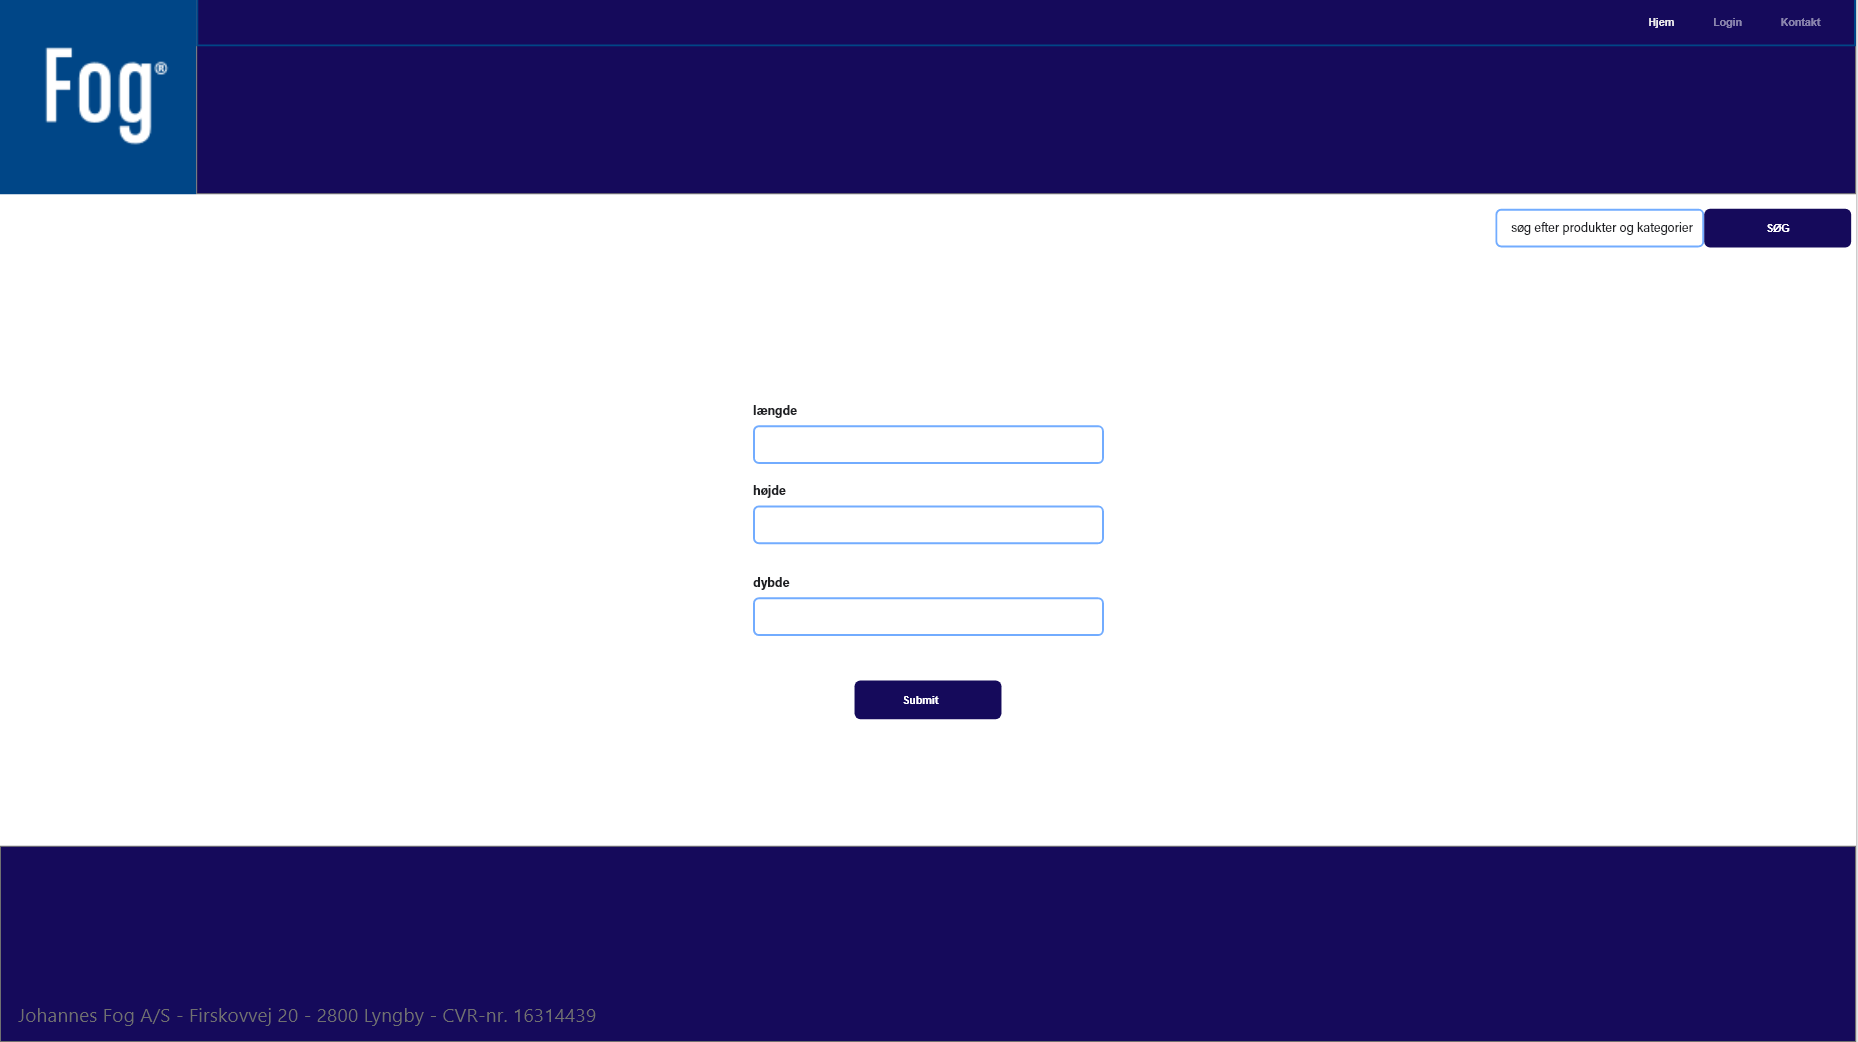 Hjem Login Kontakt
Fog®
søg efter produkter og kategorier SØG
længde
højde
dybde
Submit
Johannes Fog A/S - Firskovvej 20 - 2800 Lyngby - CVR-nr. 16314439